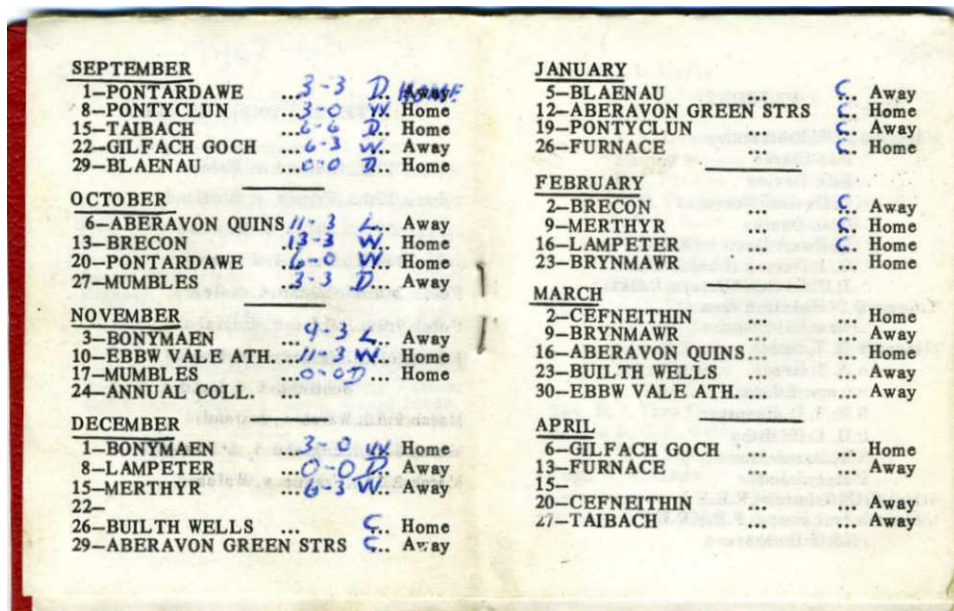 SEPTEMBER
1–PONTARDAWE ... 3-3 D. Away HOME
8–PONTYCLUN ... 3-0 W. Home
15–TAIBACH ... 6-6 D. Home
22–GILFACH GOCH ... 6-3 W. Away
29–BLAENAU ... 0-0 D. Home
OCTOBER
6–ABERAVON QUINS 11-3 L.. Away
13–BRECON 13-3 W. Home
20–PONTARDAWE ... 6-0 W. Home
27–MUMBLES ... 3-3 D. Away
NOVEMBER
3–BONYMAEN ... 9-3 L.. Away
10–EBBW VALE ATH. ... 11-3 W.. Home
17–MUMBLES ... 0-0 D Home
24–ANNUAL COLL. ...
DECEMBER
1–BONYMAEN ... 3-0 W. Home
8–LAMPETER ... 0-0 D.. Away
15–MERTHYR ... 6-3 W. Away
22–
26–BUILTH WELLS ... C.. Home
29–ABERAVON GREEN STRS C... Away
JANUARY
5–BLAENAU ... C.. Away
12–ABERAVON GREEN STRS C.. Home
19–PONTYCLUN ... C.. Away
26–FURNACE ... C.. Home
FEBRUARY
2–BRECON ... C.. Away
9–MERTHYR ... C.. Home
16–LAMPETER ... ... Home
23–BRYNMAWR ... ... Home
MARCH
2–CEFNEITHIN ... ... Home
9–BRYNMAWR ... ... Away
16–ABERAVON QUINS. ... ... Home
23–BUILTH WELLS ... ... Away
30–EBBW VALE ATH. ... ... Away
APRIL
6–GILFACH GOCH ... ... Home
13–FURNACE ... ... Away
15–
20–CEFNEITHIN ... ... Away
27–TAIBACH ... ... Away